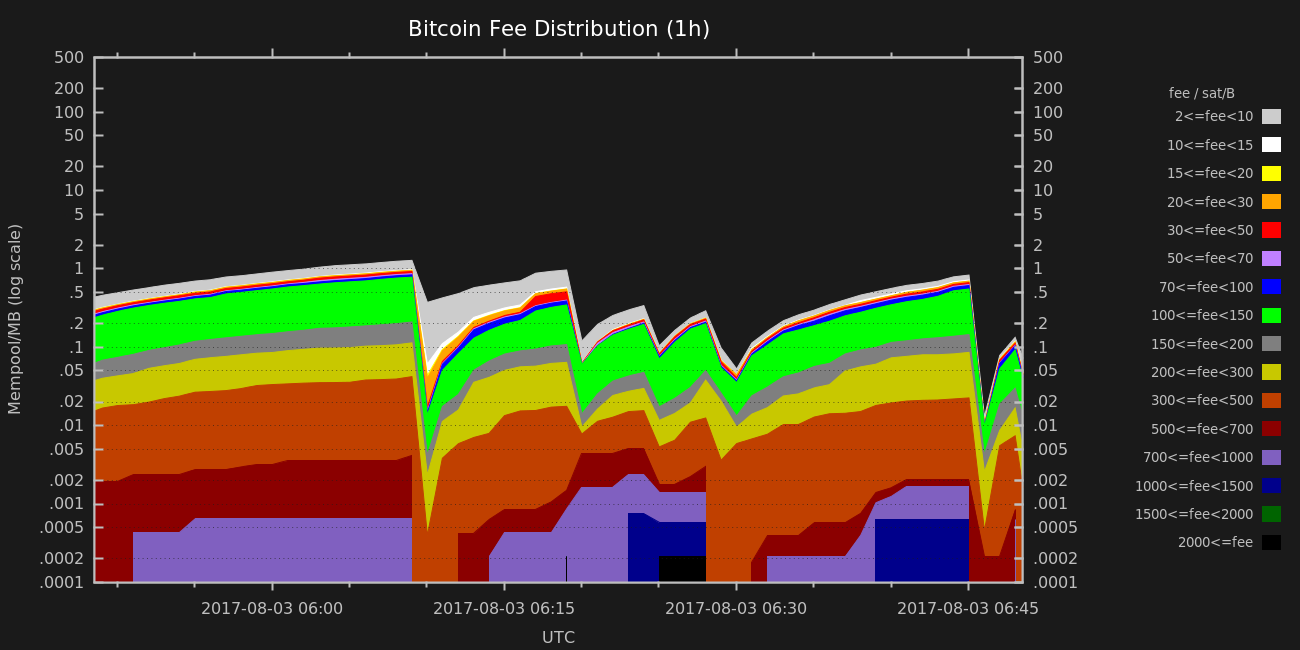 Bitcoin Fee Distribution (1h)
500
200
100
50
20
10
5
2
1
.5
.2
.1
.05
.02
.01
.005
.002
.001
.0005
.0002
.0001
Mempool/MB (log scale)
500
200
100
50
20
10
5
2
1
.5
.2
.1
.05
.02
.01
.005
.002
.001
.0005
.0002
.0001
2017-08-03 06:00
2017-08-03 06:15
2017-08-03 06:30
2017-08-03 06:45
UTC
fee / sat/B
2<=fee<10
10<=fee<15
15<=fee<20
20<=fee<30
30<=fee<50
50<=fee<70
70<=fee<100
100<=fee<150
150<=fee<200
200<=fee<300
300<=fee<500
500<=fee<700
700<=fee<1000
1000<=fee<1500
1500<=fee<2000
2000<=fee